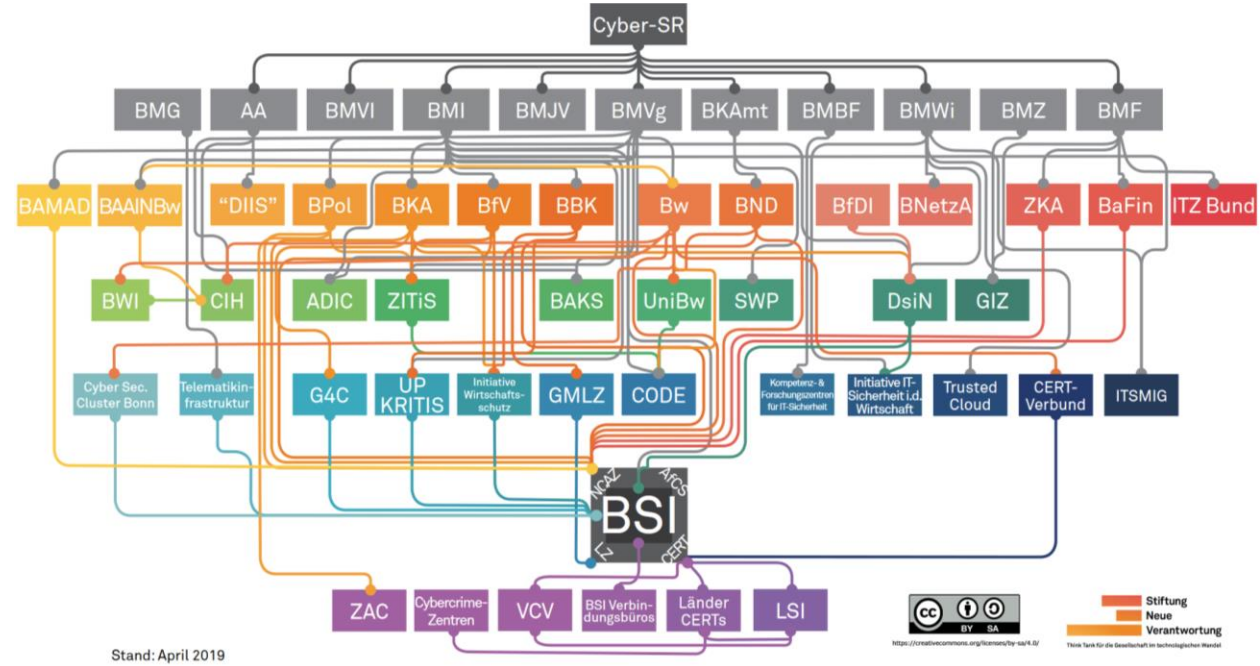 Cyber-SR
BMG
AA
BMVI
BMI
BMJV
BMVg
BKAmt
BMBF
BMWi
BMZ
BMF
BAMAD
BAAINBw
“DIIS”
BPol
BKA
BfV
BBK
Bw
BND
BfDI
BNetzA
ZKA
BaFin
ITZ Bund
BWI
CIH
ADIC
ZITiS
BAKS
UniBw
SWP
DsiN
GIZ
Cyber Sec.
Cluster Bonn
Telematikin-
frastruktur
G4C
UP
KRITIS
Initiative
Wirtschafts-
schutz
GMLZ
CODE
Kompetenz- &
Forschungszentren
für IT-Sicherheit
Initiative IT-
Sicherheit i.d.
Wirtschaft
Trusted
Cloud
CERT-
Verbund
ITSMIG
NCAZ
AfCS
BSI
LZ
CERT
ZAC
Cybercrime-
Zentren
VCV
BSI Verbin-
dungsbüros
Länder
CERTs
LSI
cc
BY SA
https://creativecommons.org/licenses/by-sa/4.0/
Stiftung
Neue
Verantwortung
Think Tank für die Gesellschaft im technologischen Wandel
Stand: April 2019